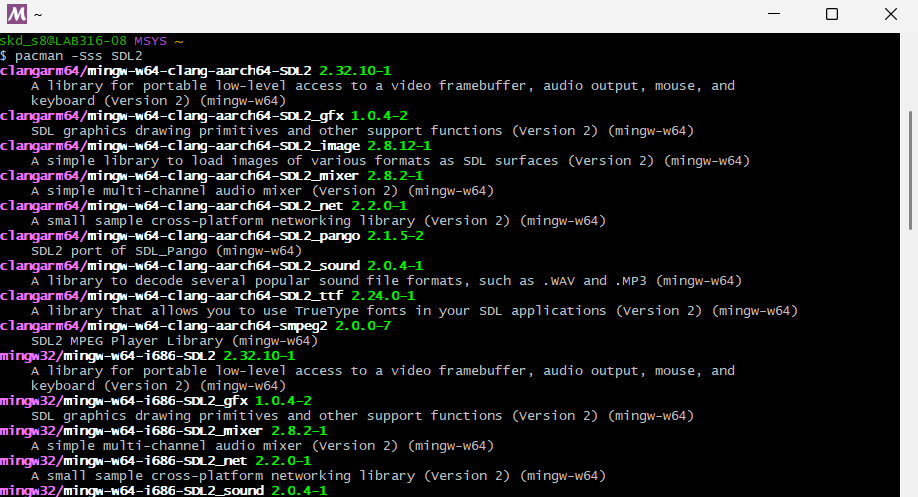 M ~
skd_s8@LAB316-08 MSYS ~
$ pacman -Sss SDL2
clangarm64/mingw-w64-clang-aarch64-SDL2 2.32.10-1
A library for portable low-level access to a video framebuffer, audio output, mouse, and
keyboard (Version 2) (mingw-w64)
clangarm64/mingw-w64-clang-aarch64-SDL2_gfx 1.0.4-2
SDL graphics drawing primitives and other support functions (Version 2) (mingw-w64)
clangarm64/mingw-w64-clang-aarch64-SDL2_image 2.8.12-1
A simple library to load images of various formats as SDL surfaces (Version 2) (mingw-w64)
clangarm64/mingw-w64-clang-aarch64-SDL2_mixer 2.8.2-1
A simple multi-channel audio mixer (Version 2) (mingw-w64)
clangarm64/mingw-w64-clang-aarch64-SDL2_net 2.2.0-1
A small sample cross-platform networking library (Version 2) (mingw-w64)
clangarm64/mingw-w64-clang-aarch64-SDL2_pango 2.1.5-2
SDL2 port of SDL_Pango (mingw-w64)
clangarm64/mingw-w64-clang-aarch64-SDL2_sound 2.0.4-1
A library to decode several popular sound file formats, such as .WAV and .MP3 (mingw-w64)
clangarm64/mingw-w64-clang-aarch64-SDL2_ttf 2.24.0-1
A library that allows you to use TrueType fonts in your SDL applications (Version 2) (mingw-w64)
clangarm64/mingw-w64-clang-aarch64-smpeg2 2.0.0-7
SDL2 MPEG Player Library (mingw-w64)
mingw32/mingw-w64-i686-SDL2 2.32.10-1
A library for portable low-level access to a video framebuffer, audio output, mouse, and
keyboard (Version 2) (mingw-w64)
mingw32/mingw-w64-i686-SDL2_gfx 1.0.4-2
SDL graphics drawing primitives and other support functions (Version 2) (mingw-w64)
mingw32/mingw-w64-i686-SDL2_mixer 2.8.2-1
A simple multi-channel audio mixer (Version 2) (mingw-w64)
mingw32/mingw-w64-i686-SDL2_net 2.2.0-1
A small sample cross-platform networking library (Version 2) (mingw-w64)
mingw32/mingw-w64-i686-SDL2_sound 2.0.4-1